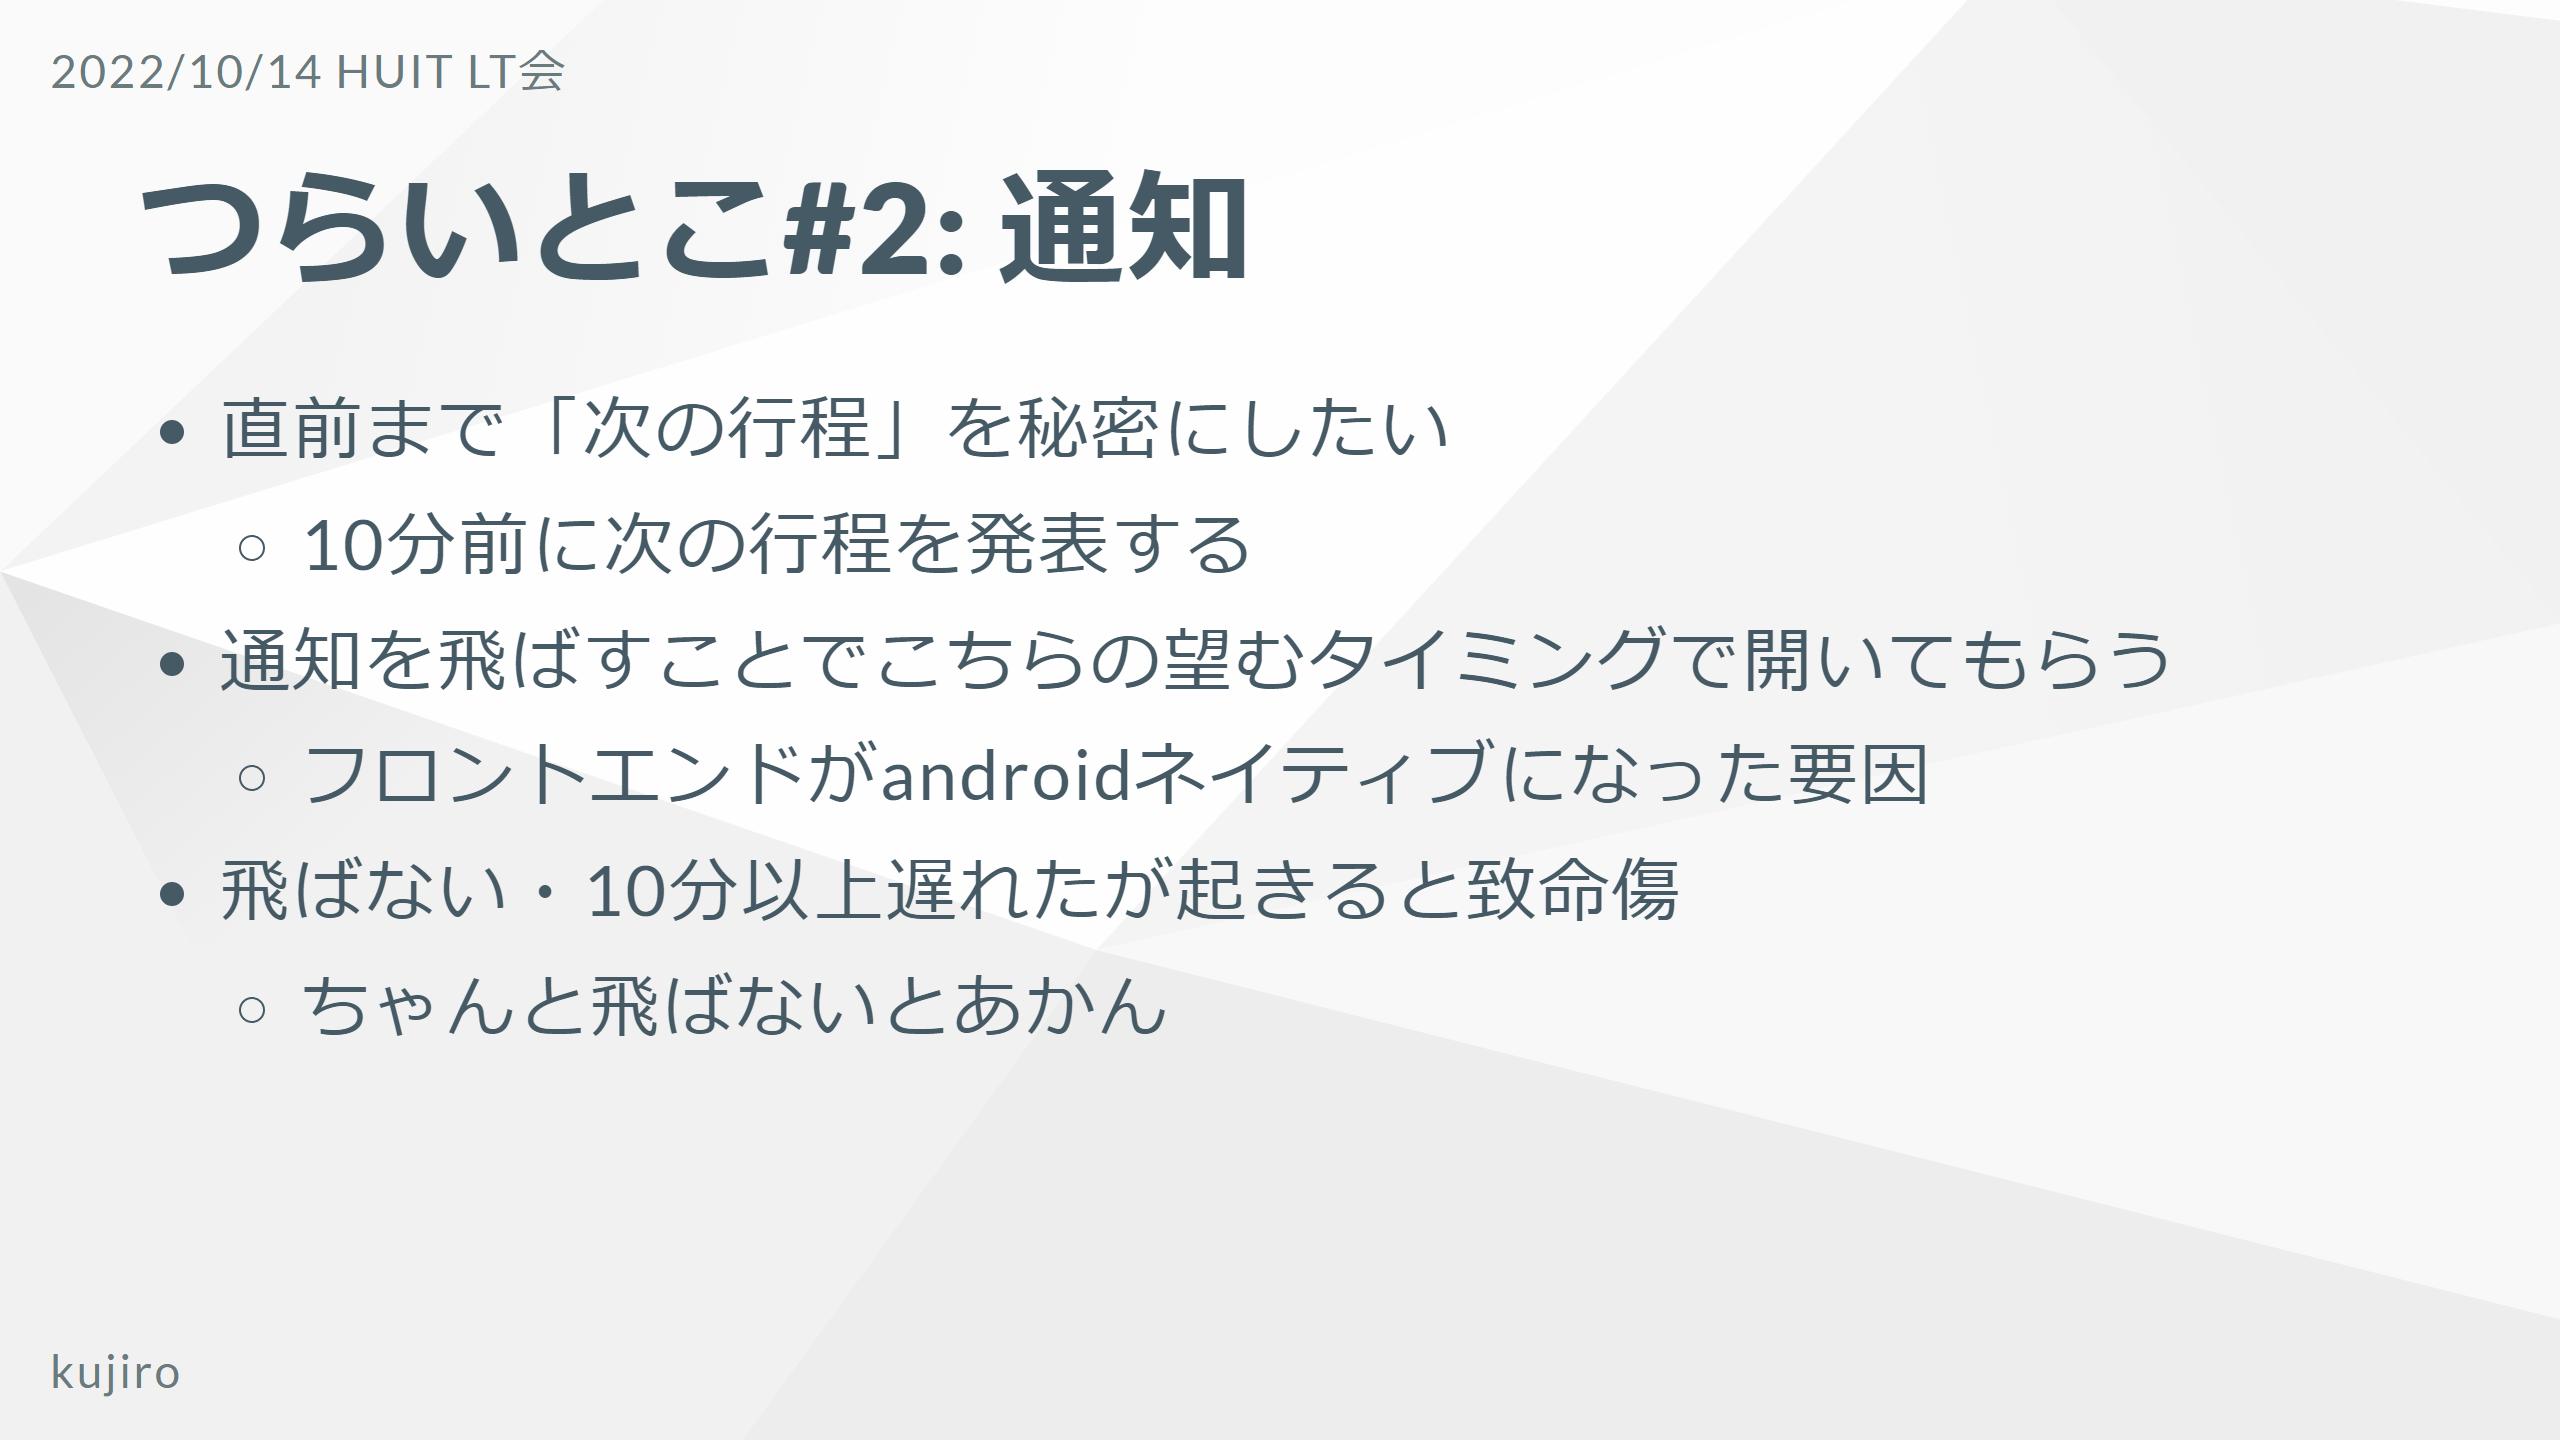 2022/10/14 HUIT LT会
つらいとこ#2: 通知
直前まで「次の行程」を秘密にしたい
10分前に次の行程を発表する
通知を飛ばすことでこちらの望むタイミングで開いてもらう
フロントエンドがandroidネイティブになった要因
飛ばない・10分以上遅れたが起きると致命傷
ちゃんと飛ばないとあかん
kujiro